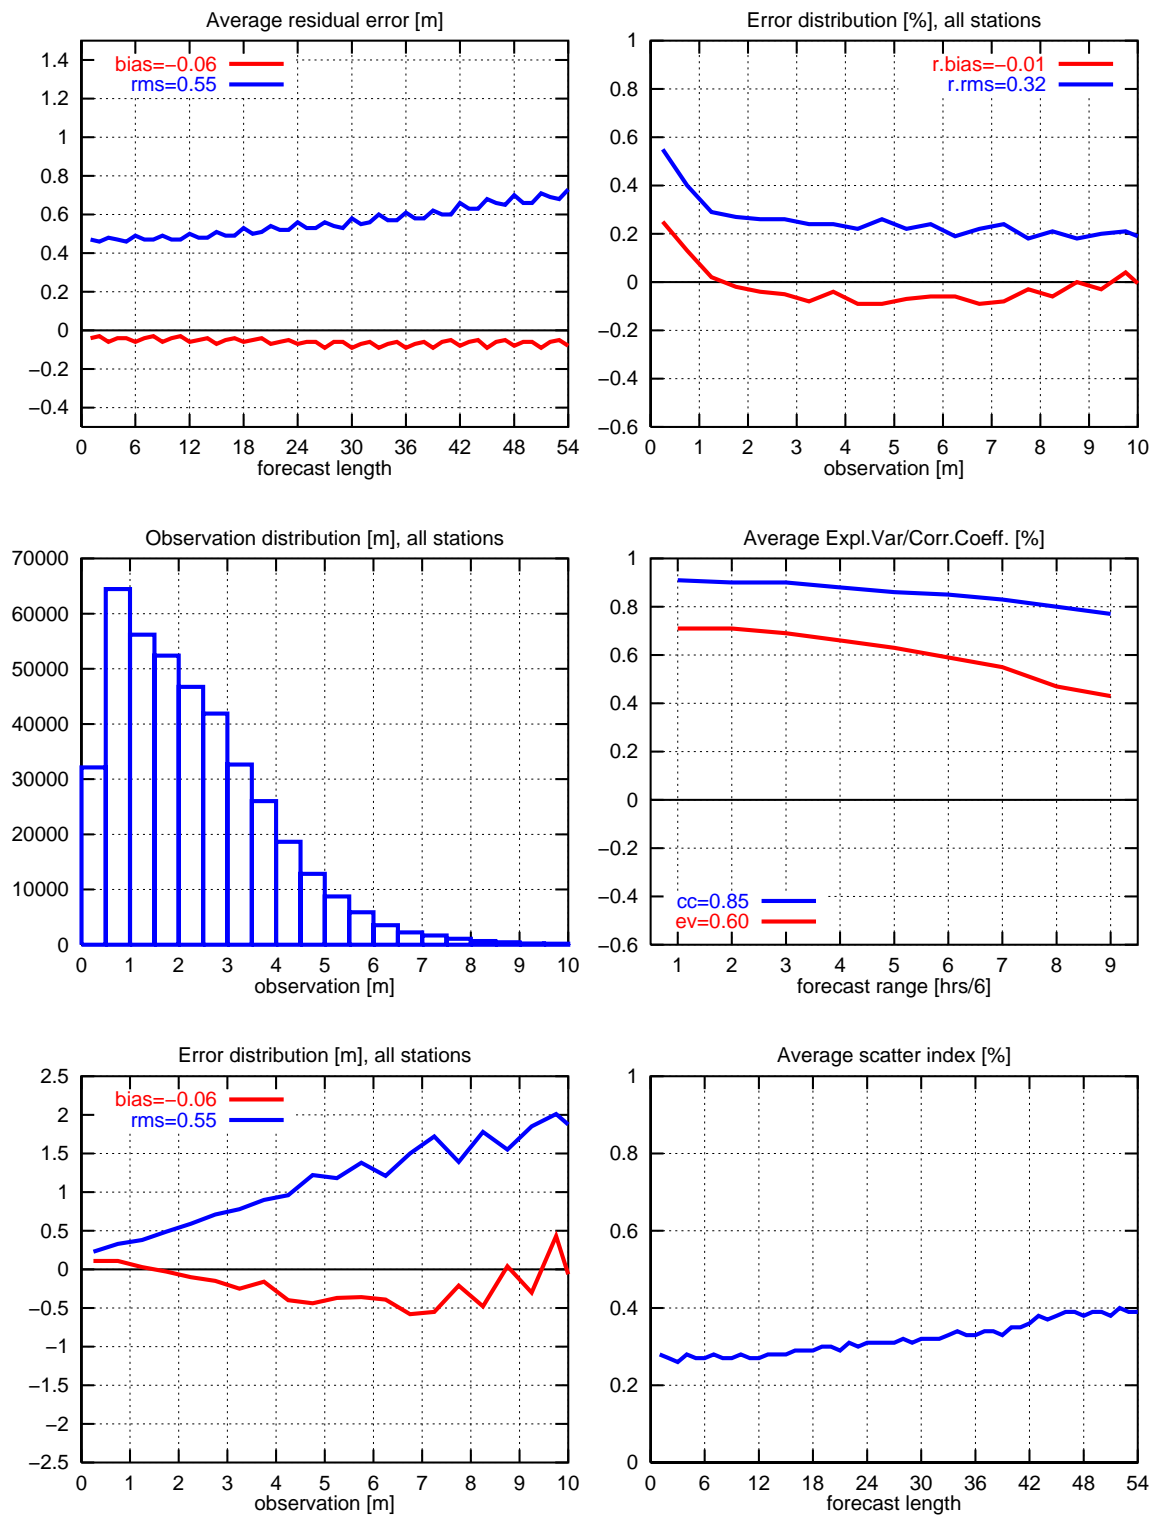 Average residual error [m]
1.4
1.2
1
0.8
0.6
0.4
0.2
0
−0.2
−0.4
bias=−0.06
rms=0.55
0 6 12 18 24 30 36 42 48 54
forecast length
Error distribution [%], all stations
1
0.8
0.6
0.4
0.2
0
−0.2
−0.4
−0.6
r.bias=−0.01
r.rms=0.32
0 1 2 3 4 5 6 7 8 9 10
observation [m]
Observation distribution [m], all stations
70000
60000
50000
40000
30000
20000
10000
0
0 1 2 3 4 5 6 7 8 9 10
observation [m]
Average Expl.Var/Corr.Coeff. [%]
1
0.8
0.6
0.4
0.2
0
−0.2
−0.4
−0.6
cc=0.85
ev=0.60
1 2 3 4 5 6 7 8 9
forecast range [hrs/6]
Error distribution [m], all stations
2.5
2
1.5
1
0.5
0
−0.5
−1
−1.5
−2
−2.5
bias=−0.06
rms=0.55
0 1 2 3 4 5 6 7 8 9 10
observation [m]
Average scatter index [%]
1
0.8
0.6
0.4
0.2
0
0 6 12 18 24 30 36 42 48 54
forecast length